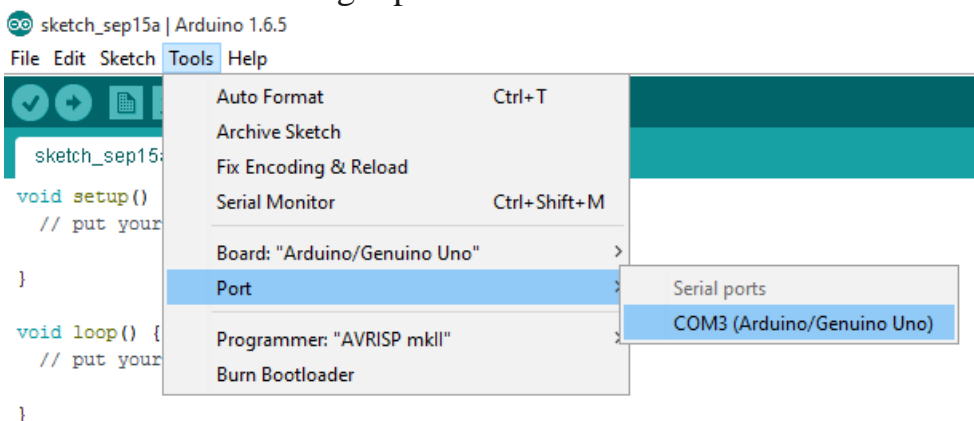 sketch_sep15a | Arduino 1.6.5
File Edit Sketch Tools Help
Auto Format Ctrl+T
Archive Sketch
sketch_sep15a
Fix Encoding & Reload
void setup()
Serial Monitor Ctrl+Shift+M
// put your
Board: "Arduino/Genuino Uno"
}
Port
Serial ports
COM3 (Arduino/Genuino Uno)
void loop() {
Programmer: "AVRISP mkII"
// put your
Burn Bootloader
}